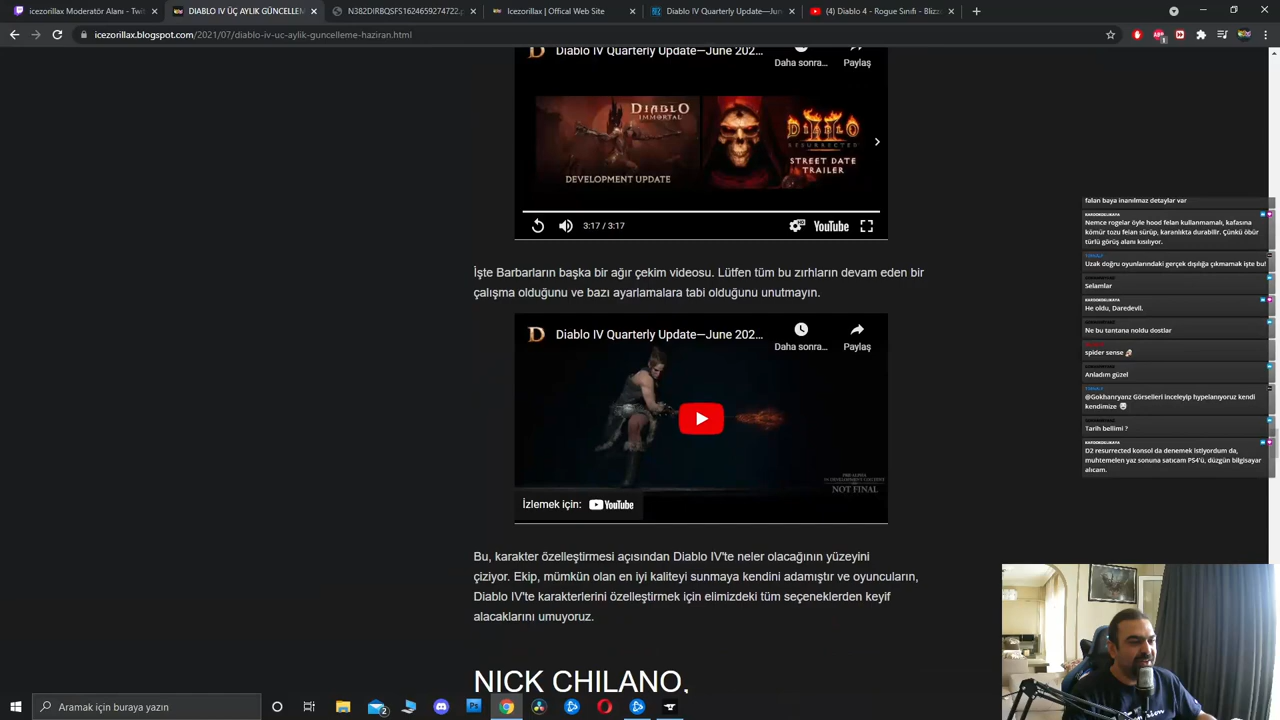 icezorillax Moderatör Alanı - Twit
DIABLO IV ÜÇ AYLIK GÜNCELLEM
N382DIRBQSFS1624659274722.p
Icezorillax | Offical Web Site
Diablo IV Quarterly Update—Jun
(4) Diablo 4 - Rogue Sınıfı - Blizz
icezorillax.blogspot.com/2021/07/diablo-iv-uc-aylik-guncelleme-haziran.html
Diablo IV Quarterly Update—June 202...
Daha sonra...
Paylaş
DIABLO
IMMORTAL
DEVELOPMENT UPDATE
DIABLO
II
RESURRECTED
STREET DATE
TRAILER
3:17 / 3:17
HD
YouTube
İşte Barbarların başka bir ağır çekim videosu. Lütfen tüm bu zırhların devam eden bir
çalışma olduğunu ve bazı ayarlamalara tabi olduğunu unutmayın.
Diablo IV Quarterly Update—June 202...
Daha sonra...
Paylaş
NOT FINAL
İzlemek için: YouTube
Bu, karakter özelleştirmesi açısından Diablo IV'te neler olacağının yüzeyini
çiziyor. Ekip, mümkün olan en iyi kaliteyi sunmaya kendini adamıştır ve oyuncuların,
Diablo IV'te karakterlerini özelleştirmek için elimizdeki tüm seçeneklerden keyif
alacaklarını umuyoruz.
NICK CHILANO,
falan baya inanılmaz detaylar var
Nemce rogelar öyle hood felan kullanmamalı, kafasına
kömür tozu felan sürüp, karanlıkta durabilir. Çünkü öbür
türlü görüş alanı kısılıyor.
Uzak doğru oyunlarındaki gerçek dışılığa çıkmamak işte bu!
Selamlar
He oldu, Daredevil.
Ne bu tantana noldu dostlar
spider sense
Anladım güzel
@Gokhanryanz Görselleri inceleyip hypelanıyoruz kendi
kendimize
Tarih bellimi ?
D2 resurrected konsol da denemek istiyordum da,
muhtemelen yaz sonuna satıcam PS4'ü, düzgün bilgisayar
alıcam.
Aramak için buraya yazın
2
Ps